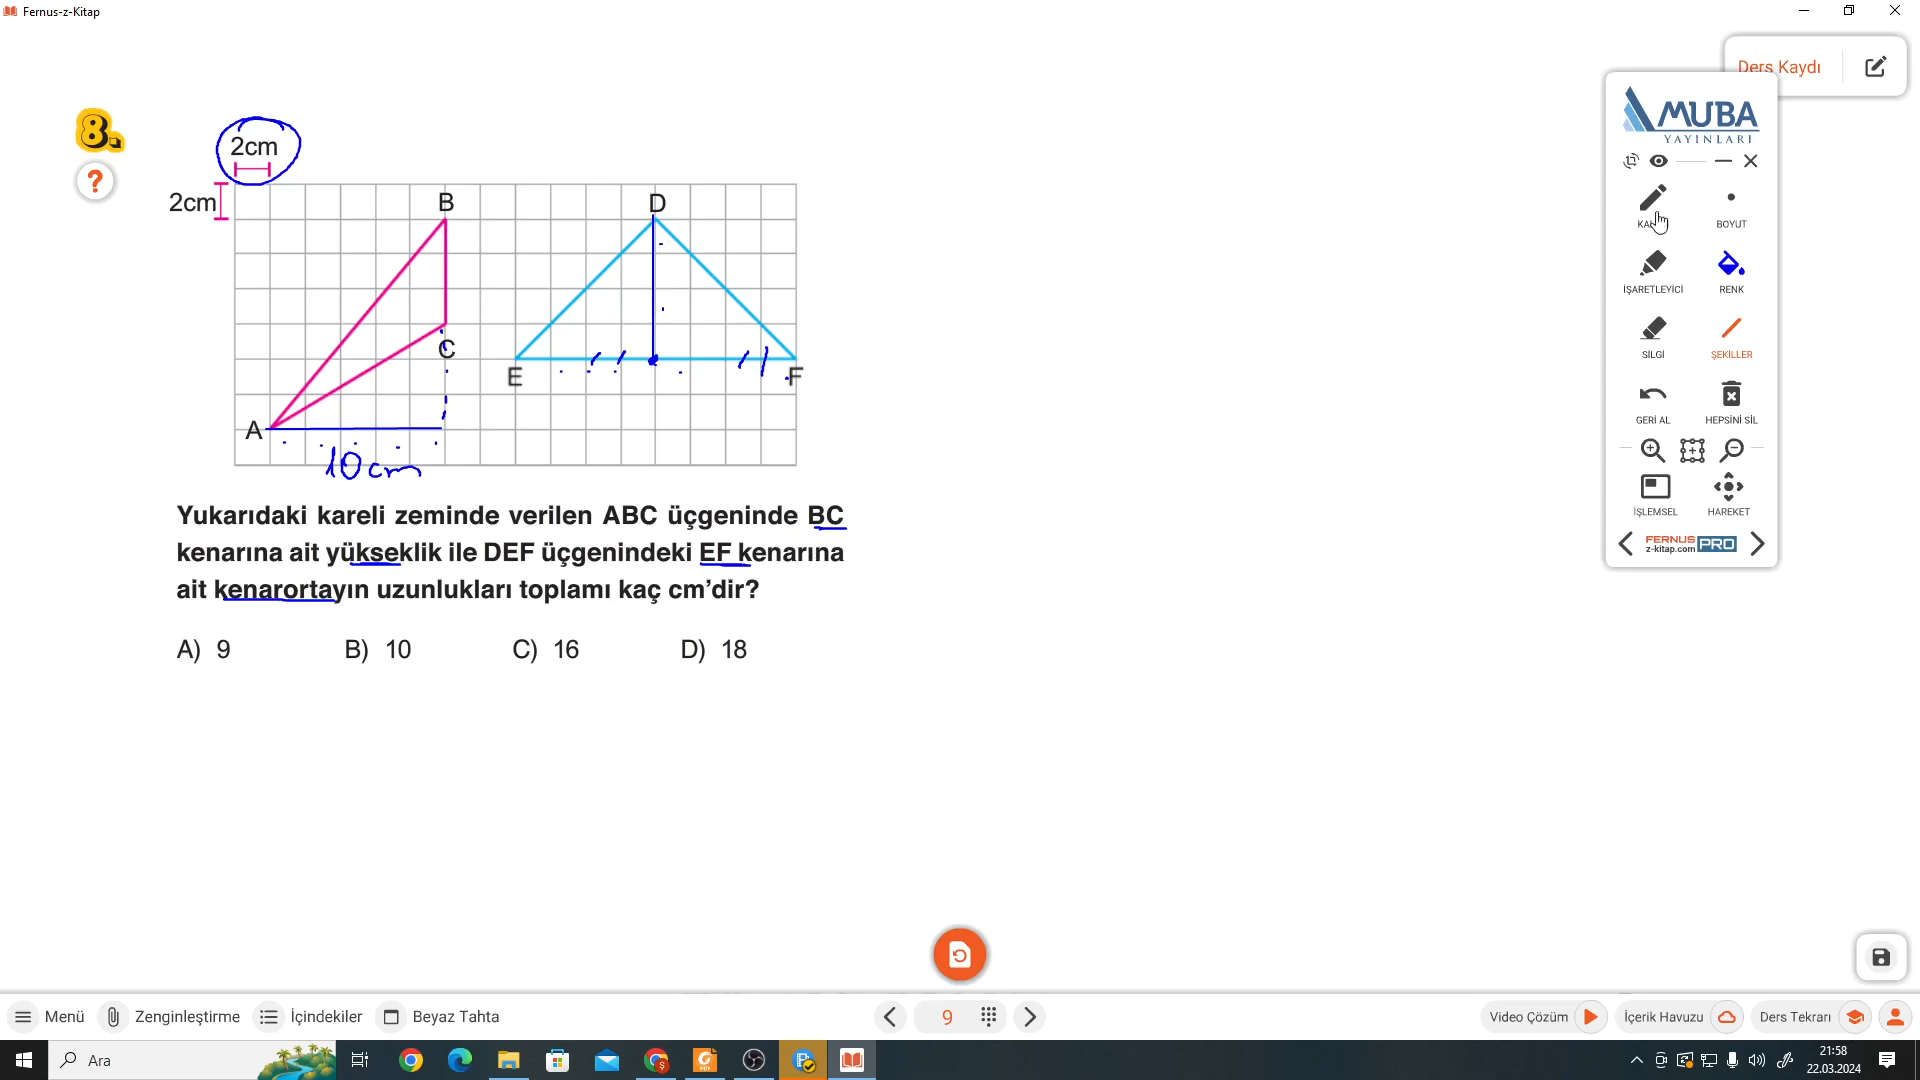 Fernus-z-Kitap
Ders Kaydı
8.
?
2cm
2cm
B
D
C
E
F
A
10 cm
Yukarıdaki kareli zeminde verilen ABC üçgeninde BC
kenarına ait yükseklik ile DEF üçgenindeki EF kenarına
ait kenarortayın uzunlukları toplamı kaç cm'dir?
A) 9 B) 10 C) 16 D) 18
MUBA
YAYINLARI
BOYUT
İŞARETLEYİCİ RENK
SİLGİ ŞEKİLLER
GERİ AL HEPSİNİ SİL
İŞLEMSEL HAREKET
FERNUS PRO
z-kitap.com
Menü Zenginleştirme İçindekiler Beyaz Tahta 9 Video Çözüm İçerik Havuzu Ders Tekrarı
Ara
21:58
22.03.2024